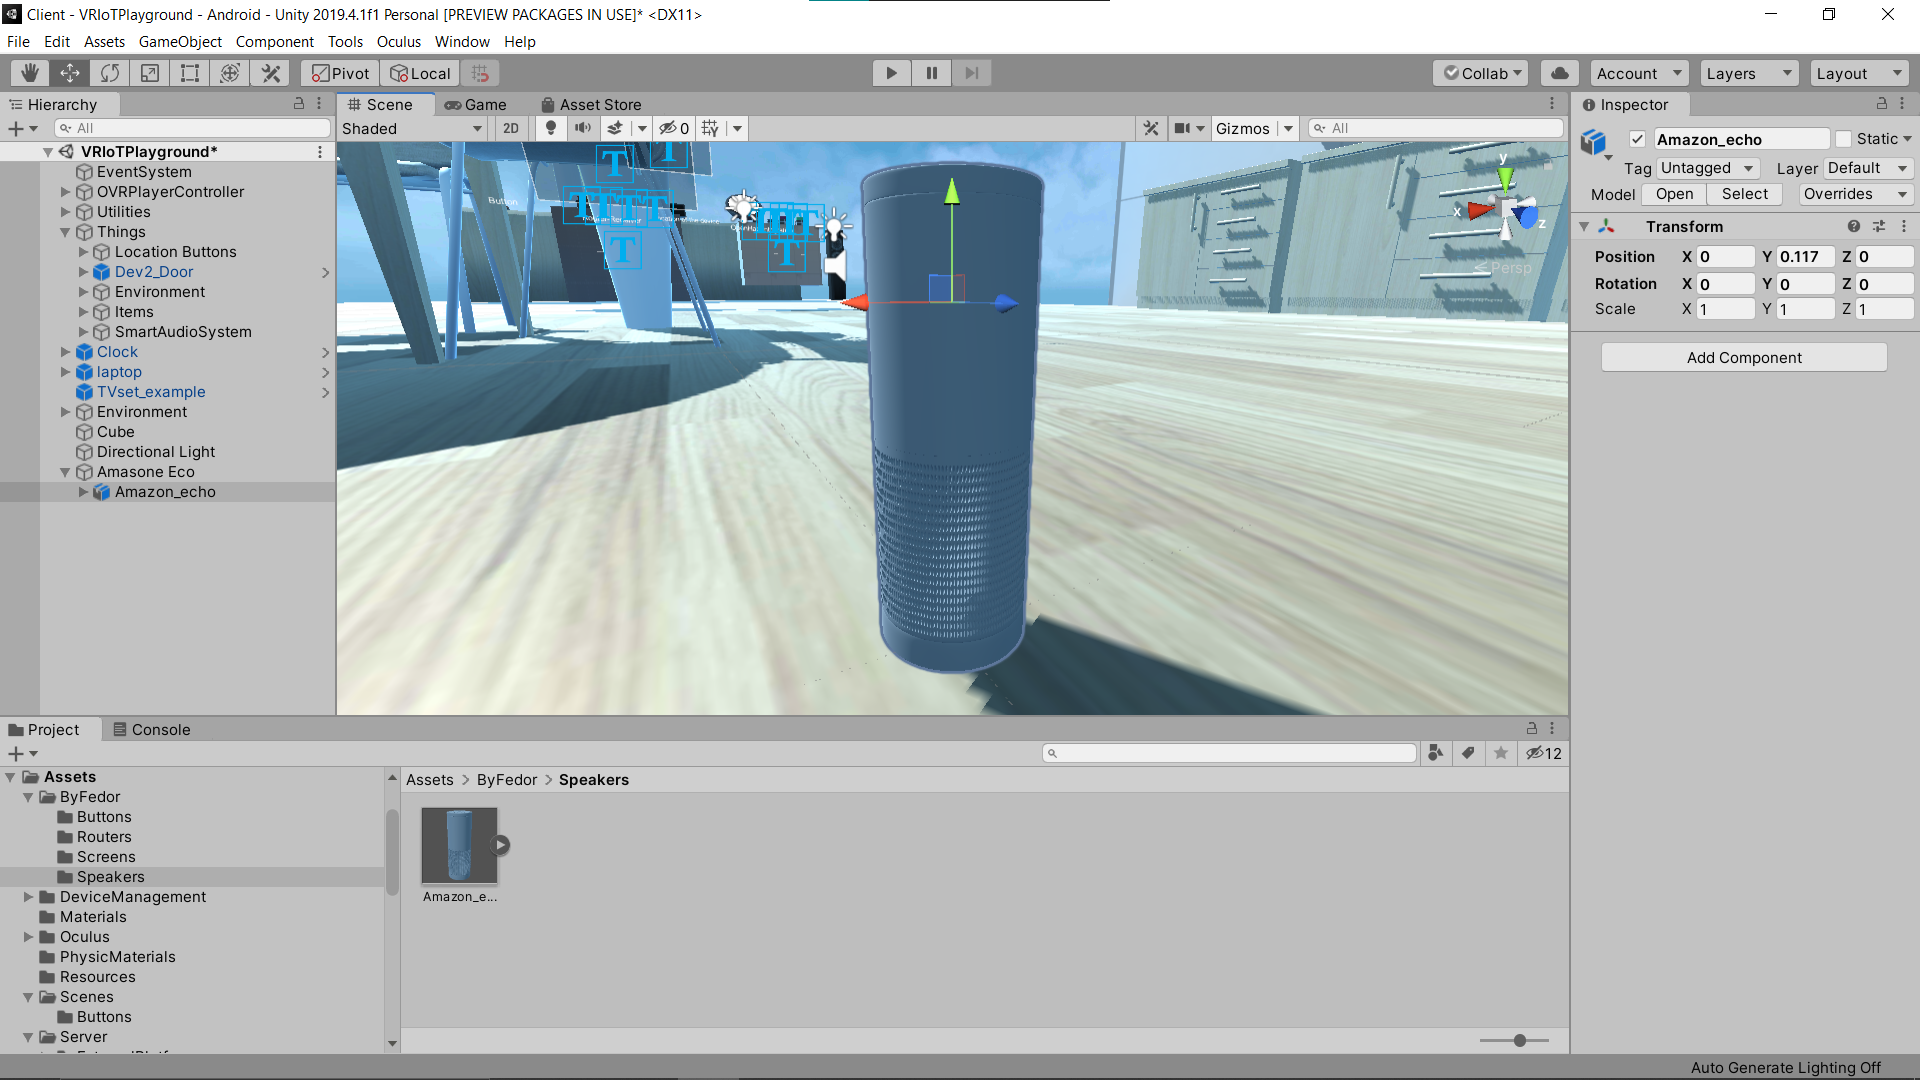 Client - VRIoTPlayground - Android - Unity 2019.4.1f1 Personal [PREVIEW PACKAGES IN USE]* <DX11>
File Edit Assets GameObject Component Tools Oculus Window Help
Pivot Local Collab Account Layers Layout
Hierarchy
All
VRIoTPlayground*
EventSystem
OVRPlayerController
Utilities
Things
Location Buttons
Dev2_Door
Environment
Items
SmartAudioSystem
Clock
laptop
TVset_example
Environment
Cube
Directional Light
Amasone Eco
Amazon_echo
Scene Game Asset Store
Shaded 2D 0 Gizmos All
Button
T T
T T T T T T T
T T
y
x z
Persp
Inspector
Amazon_echo Static
Tag Untagged Layer Default
Model Open Select Overrides
Transform
Position X 0 Y 0.117 Z 0
Rotation X 0 Y 0 Z 0
Scale X 1 Y 1 Z 1
Add Component
Project Console
12
Assets
ByFedor
Buttons
Routers
Screens
Speakers
DeviceManagement
Materials
Oculus
PhysicMaterials
Resources
Scenes
Buttons
Server
Assets > ByFedor > Speakers
Amazon_e...
Auto Generate Lighting Off